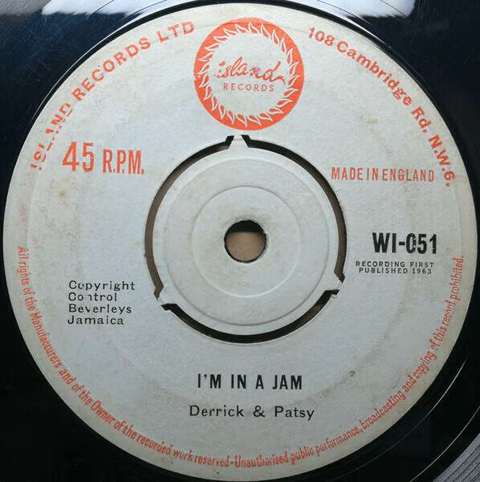 ISLAND RECORDS LTD
108 Cambridge Rd. N.W.6.
island
RECORDS
45 R.P.M.
MADE IN ENGLAND
WI-051
RECORDING FIRST
PUBLISHED 1963
Copyright
Control
Beverleys
Jamaica
I'M IN A JAM
Derrick & Patsy
All rights of the Manufacturers and of the Owner of the recorded work reserved - Unauthorised public performance, broadcasting and copying of this record prohibited.